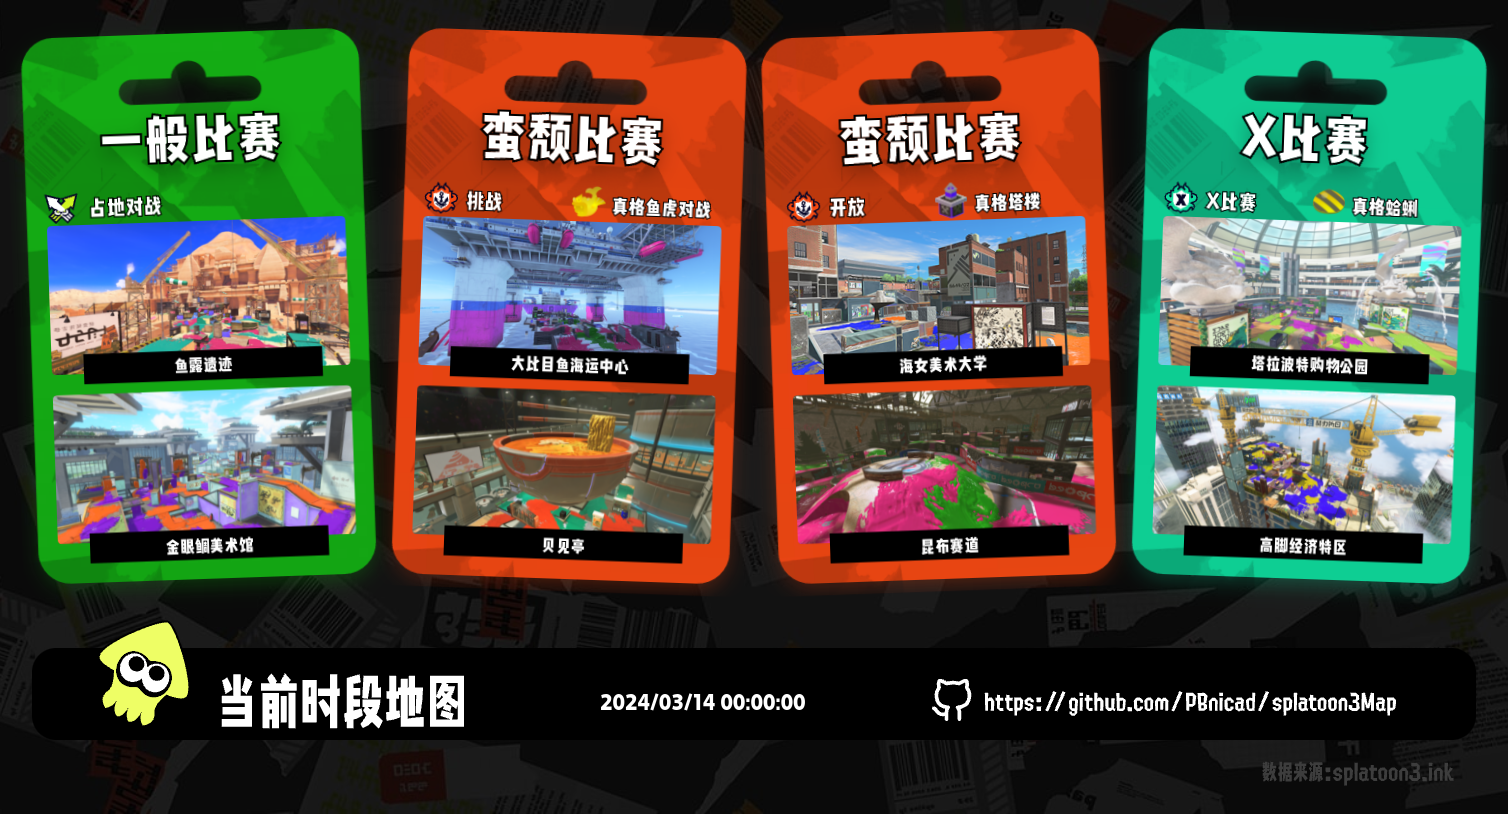 一般比赛
占地对战
鱼露遗迹
金眼鲷美术馆
蛮颓比赛
挑战
真格鱼虎对战
大比目鱼海运中心
贝见亭
蛮颓比赛
开放
真格塔楼
海女美术大学
昆布赛道
X比赛
X比赛
真格蛤蜊
塔拉波特购物公园
高脚经济特区
当前时段地图
2024/03/14 00:00:00
https://github.com/PBnicad/splatoon3Map
数据来源:splatoon3.ink